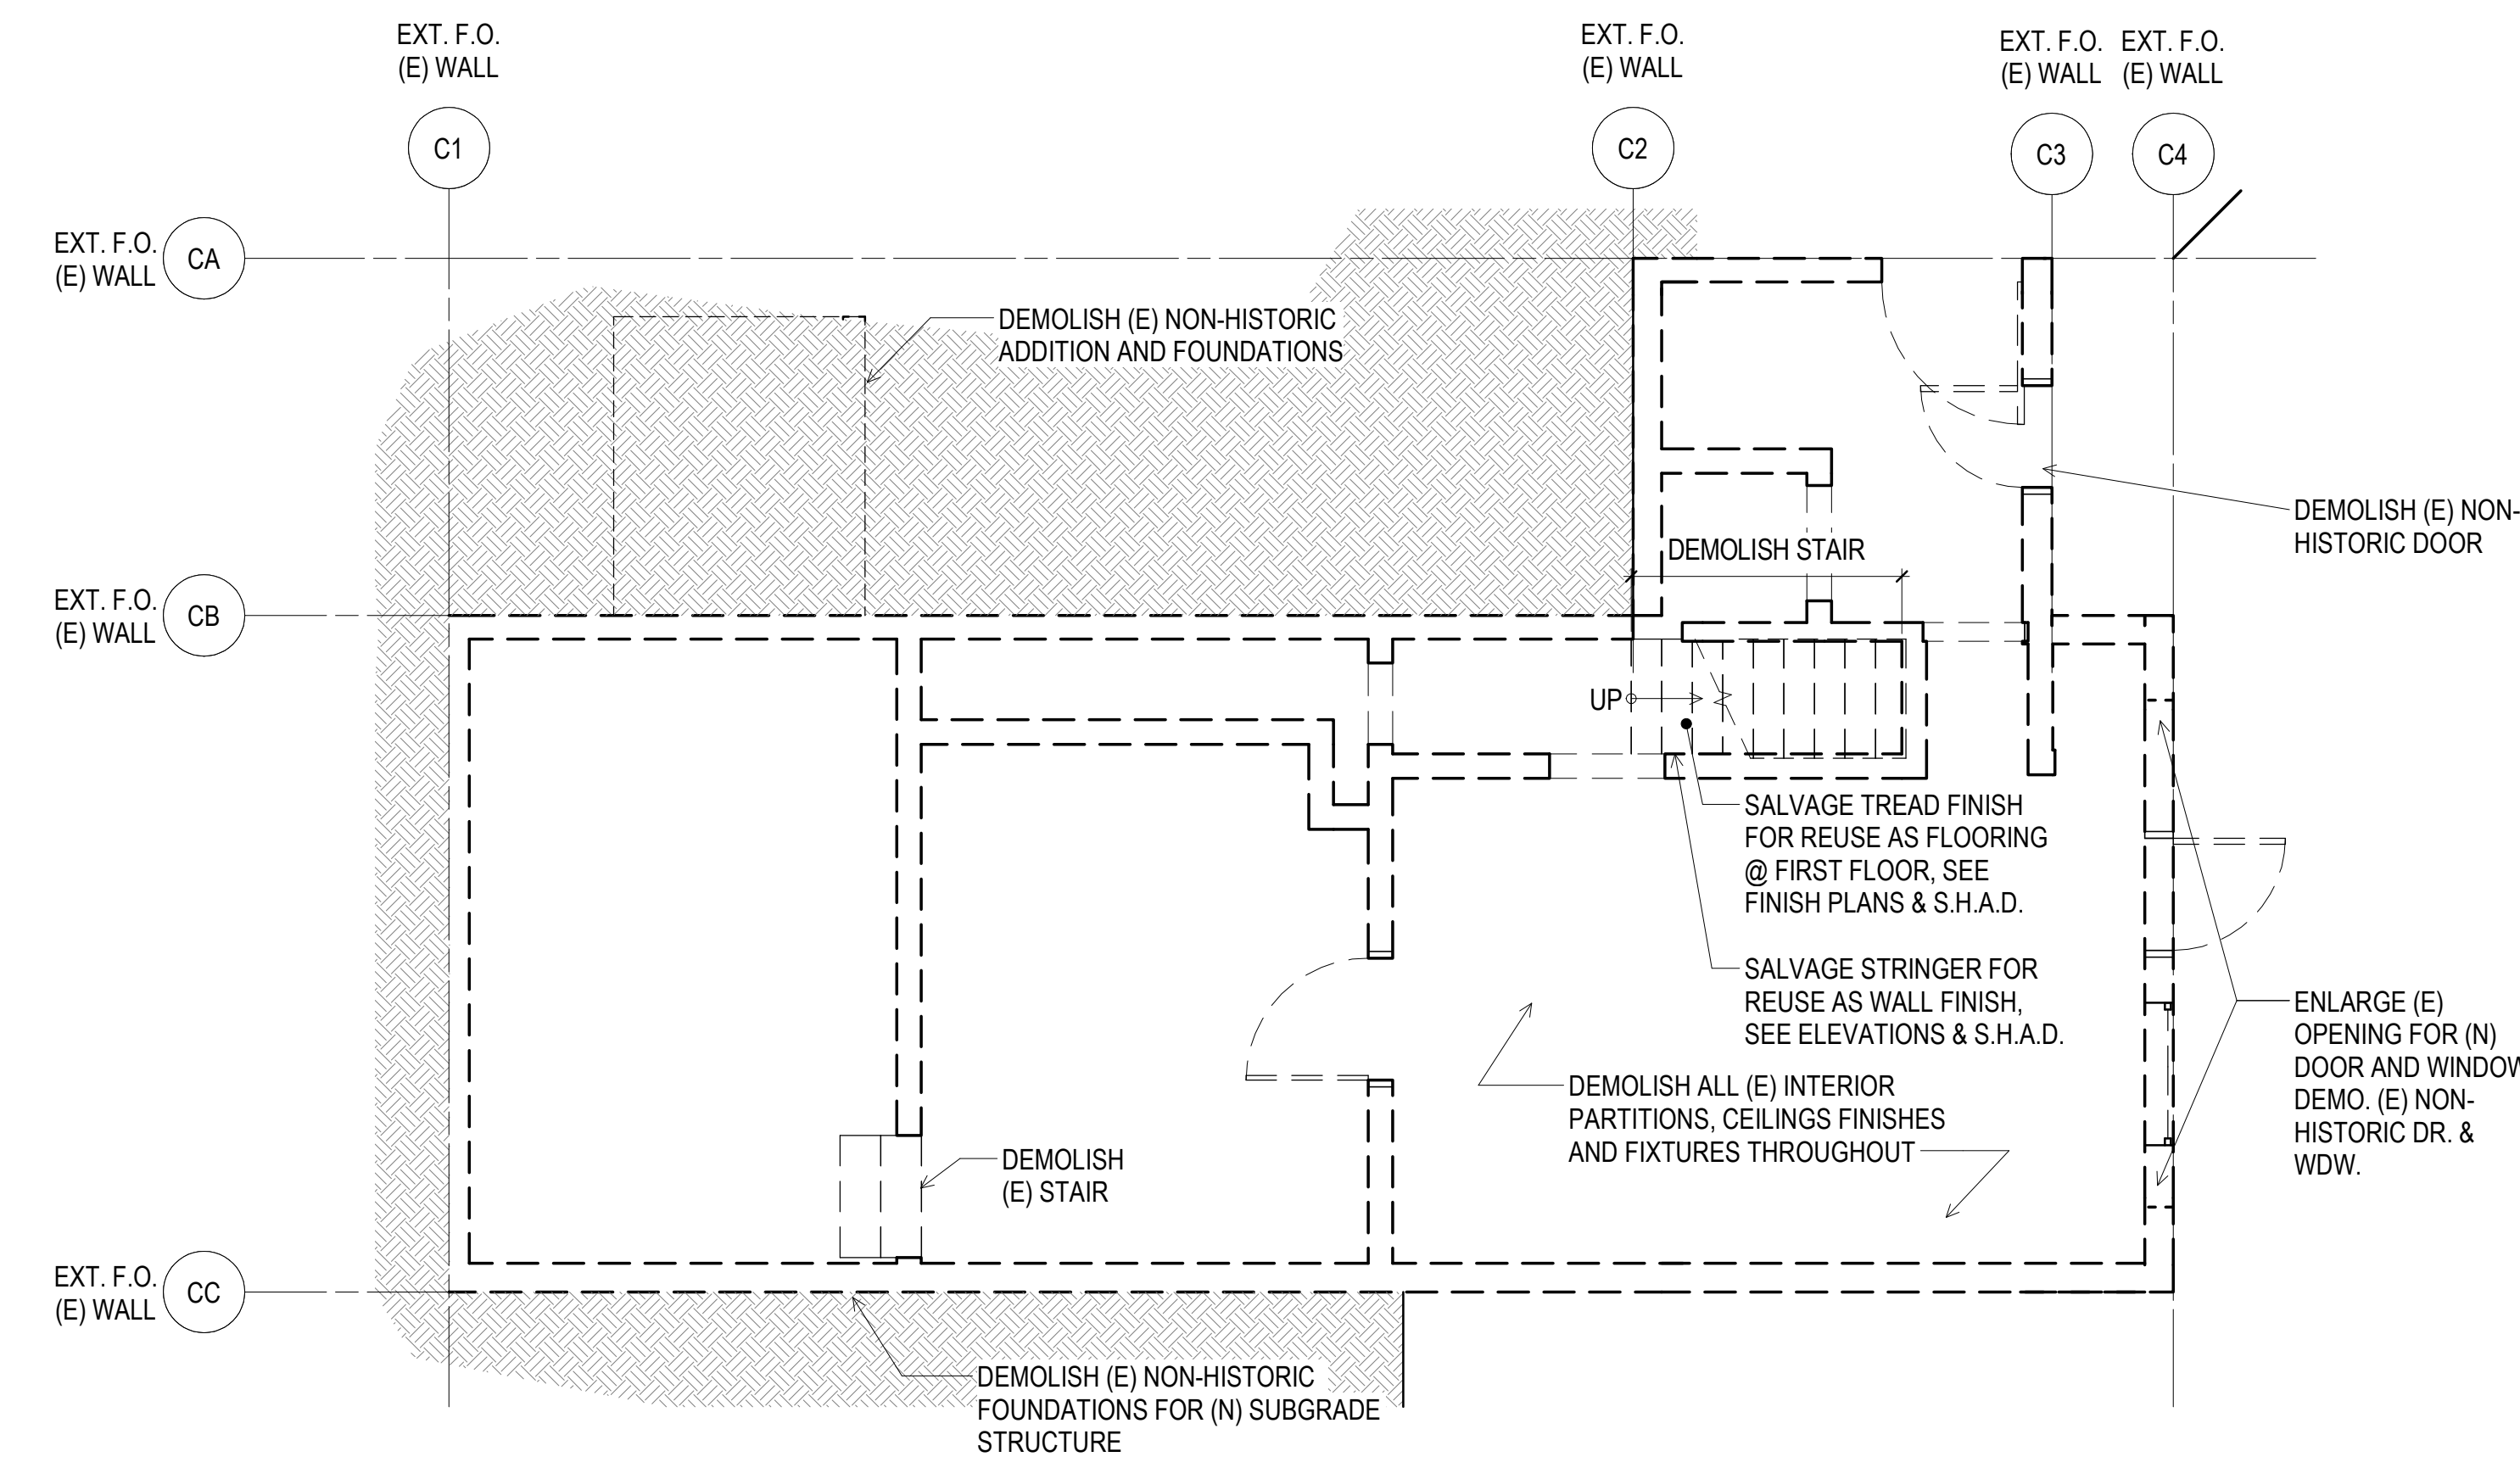 EXT. F.O.
(E) WALL
EXT. F.O.
(E) WALL
EXT. F.O.
(E) WALL
EXT. F.O.
(E) WALL
C1
C2
C3
C4
EXT. F.O.
(E) WALL
CA
DEMOLISH (E) NON-HISTORIC
ADDITION AND FOUNDATIONS
DEMOLISH (E) NON-
HISTORIC DOOR
DEMOLISH STAIR
EXT. F.O.
(E) WALL
CB
UP
SALVAGE TREAD FINISH
FOR REUSE AS FLOORING
@ FIRST FLOOR, SEE
FINISH PLANS & S.H.A.D.
SALVAGE STRINGER FOR
REUSE AS WALL FINISH,
SEE ELEVATIONS & S.H.A.D.
ENLARGE (E)
OPENING FOR (N)
DOOR AND WINDOW
DEMO. (E) NON-
HISTORIC DR. &
WDW.
DEMOLISH ALL (E) INTERIOR
PARTITIONS, CEILINGS FINISHES
AND FIXTURES THROUGHOUT
DEMOLISH
(E) STAIR
EXT. F.O.
(E) WALL
CC
DEMOLISH (E) NON-HISTORIC
FOUNDATIONS FOR (N) SUBGRADE
STRUCTURE